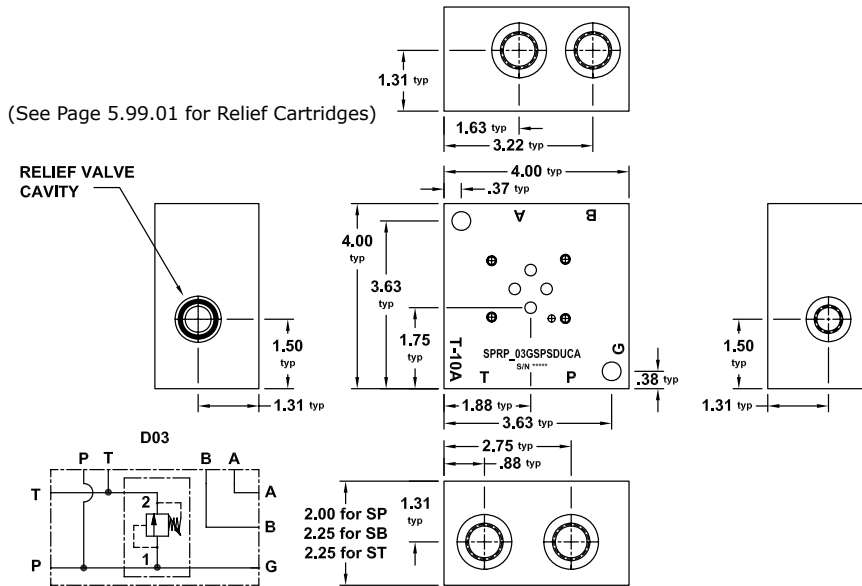 1.31 typ
(See Page 5.99.01 for Relief Cartridges)
1.63 typ
3.22 typ
RELIEF VALVE
CAVITY
4.00 typ
.37 typ
A
B
4.00
typ
3.63
typ
1.75
typ
1.50
typ
1.50
typ
T-10A
SPRP_03GSPSDUCA
S/N *****
G
T
P
.38 typ
1.31 typ
1.88 typ
3.63 typ
1.31 typ
D03
P T B A
2.75 typ
.88 typ
T
2
A
B
P
1
G
2.00 for SP
2.25 for SB
2.25 for ST
1.31
typ